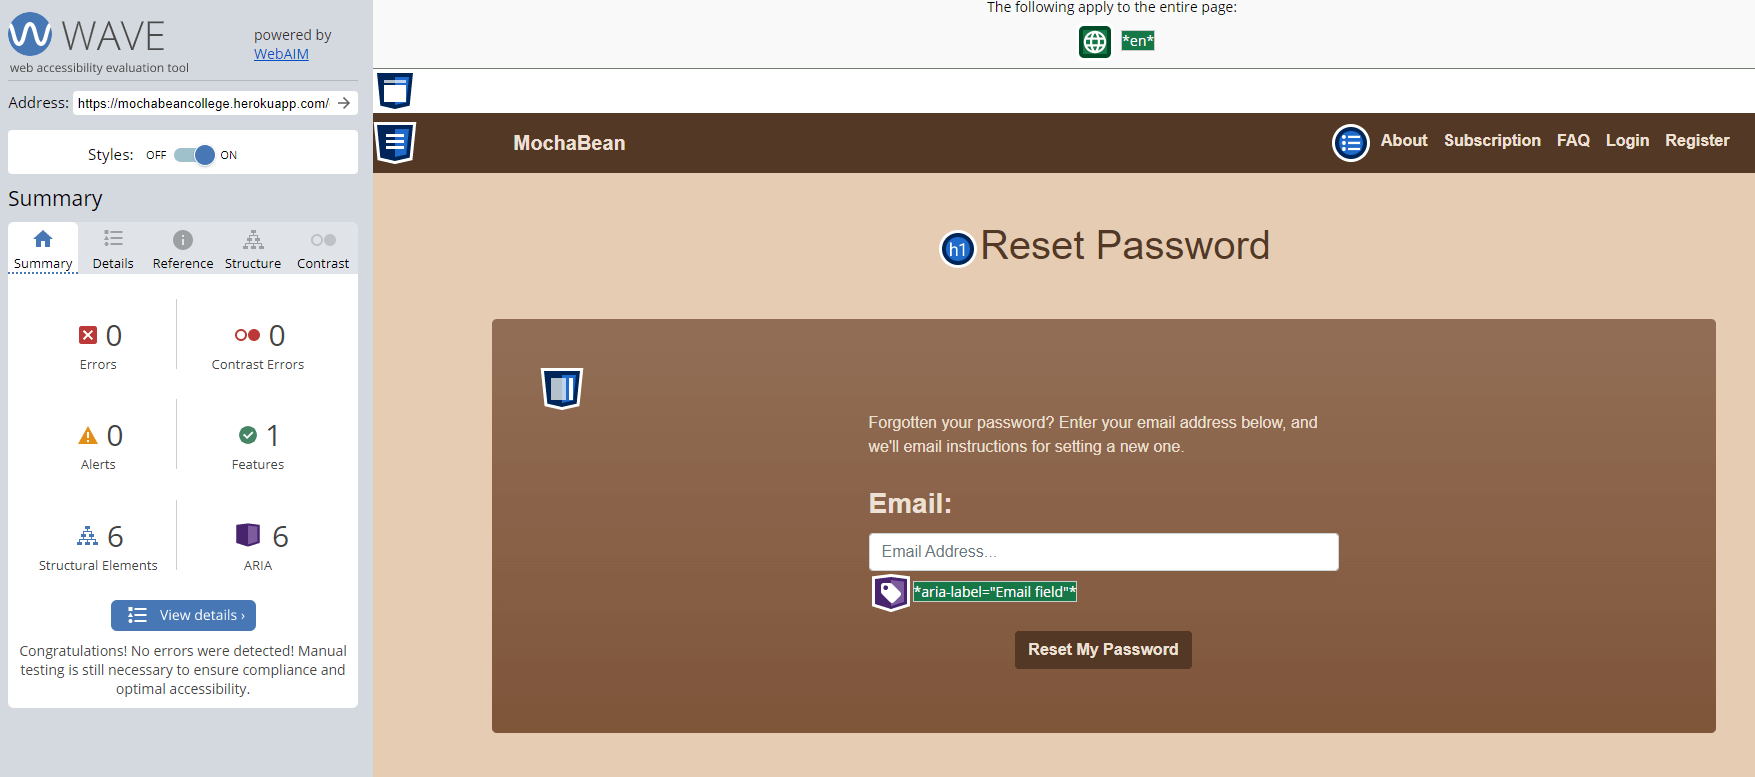 WAVE
powered by
WebAIM
web accessibility evaluation tool
Address: https://mochabeancollege.herokuapp.com/
Styles: OFF ON
Summary
Summary Details Reference Structure Contrast
0 0
Errors Contrast Errors
0 1
Alerts Features
6 6
Structural Elements ARIA
View details ›
Congratulations! No errors were detected! Manual
testing is still necessary to ensure compliance and
optimal accessibility.
The following apply to the entire page:
*en*
MochaBean About Subscription FAQ Login Register
h1 Reset Password
Forgotten your password? Enter your email address below, and
we'll email instructions for setting a new one.
Email:
Email Address...
*aria-label="Email field"*
Reset My Password